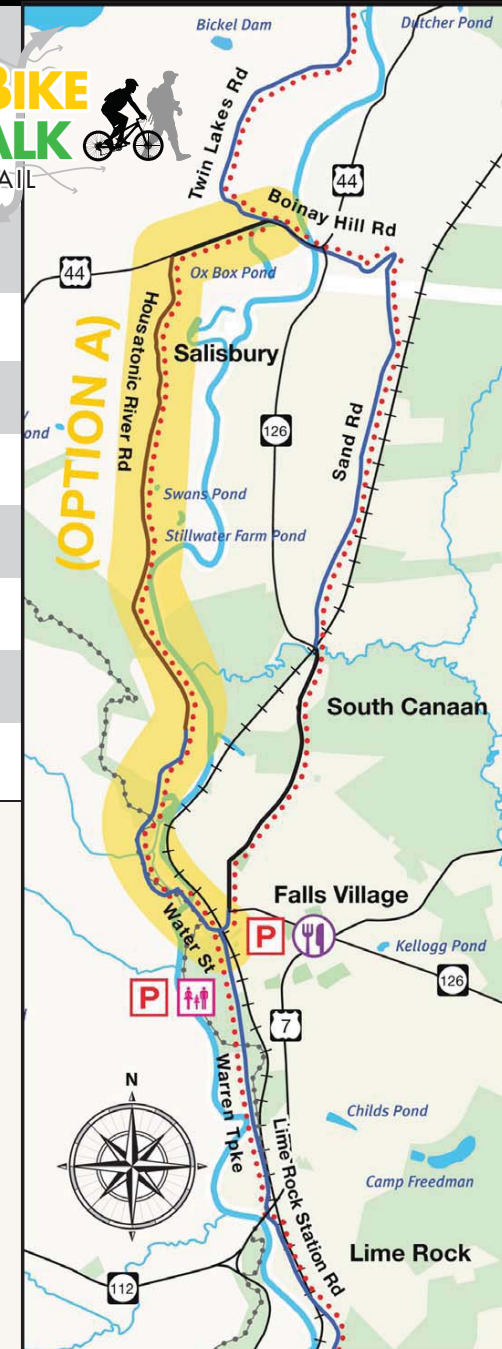 Bickel Dam
Dutcher Pond
BIKE
ALK
AIL
Twin Lakes Rd
44
Boinay Hill Rd
44
Ox Box Pond
Housatonic River Rd
Salisbury
(OPTION A)
126
Sand Rd
ond
Swans Pond
Stillwater Farm Pond
South Canaan
Falls Village
Water St
P
Kellogg Pond
126
P
7
N
Warren Tpke
Childs Pond
Lime Rock Station Rd
Camp Freedman
Lime Rock
112